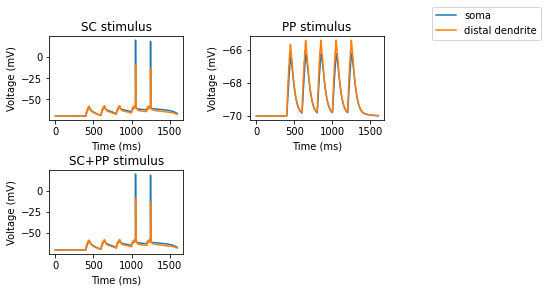 soma
distal dendrite
SC stimulus
PP stimulus
Voltage (mV)
0
−25
−50
0 500 1000 1500
Time (ms)
Voltage (mV)
−66
−68
−70
0 500 1000 1500
Time (ms)
SC+PP stimulus
Voltage (mV)
0
−25
−50
0 500 1000 1500
Time (ms)